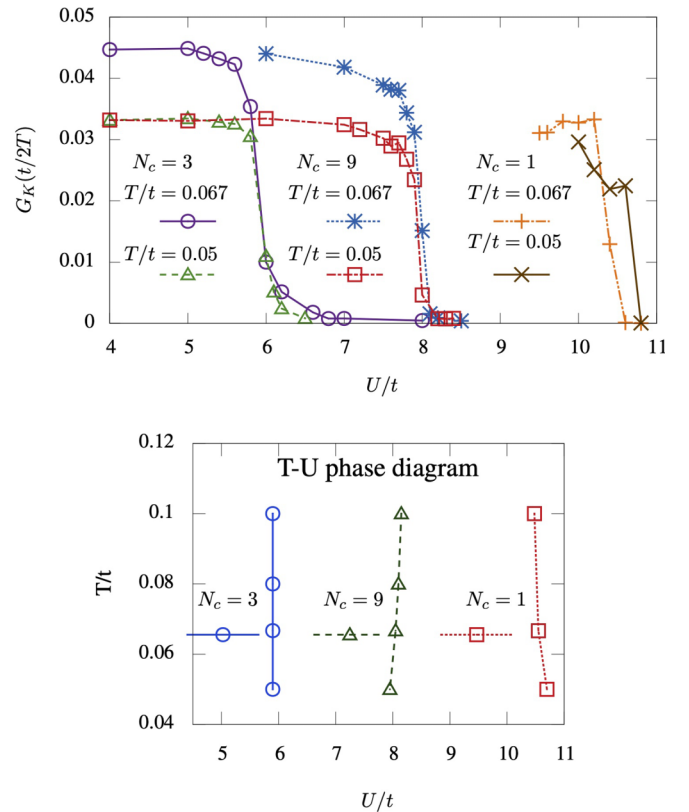 0.05
0.04
0.03
0.02
0.01
0
G_K(t/2T)
N_c = 3 N_c = 9 N_c = 1
T/t = 0.067 T/t = 0.067 T/t = 0.067
T/t = 0.05 T/t = 0.05 T/t = 0.05
4 5 6 7 8 9 10 11
U/t
0.12
0.1
0.08
0.06
0.04
T/t
T-U phase diagram
N_c = 3 N_c = 9 N_c = 1
5 6 7 8 9 10 11
U/t